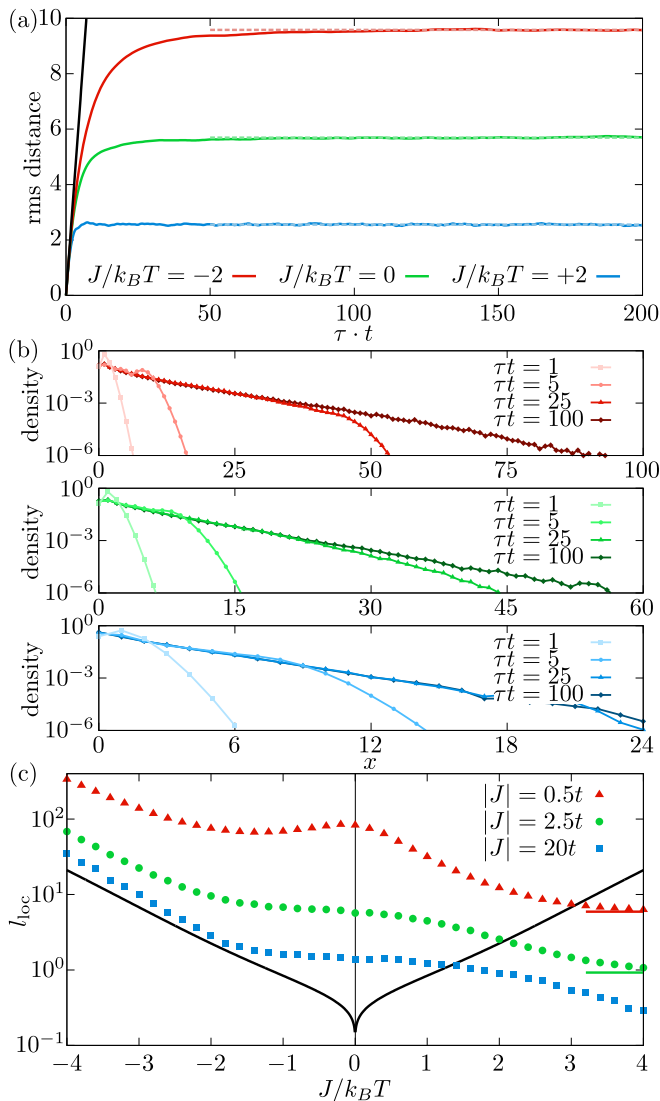 (a)
10
8
6
4
2
0
rms distance
J/k_BT = −2 J/k_BT = 0 J/k_BT = +2
0 50 100 150 200
τ · t
(b)
10^0
10^−3
10^−6
density
τt = 1
τt = 5
τt = 25
τt = 100
0 25 50 75 100
10^0
10^−3
10^−6
density
τt = 1
τt = 5
τt = 25
τt = 100
0 15 30 45 60
10^0
10^−3
10^−6
density
τt = 1
τt = 5
τt = 25
τt = 100
0 6 12 18 24
x
(c)
10^2
10^1
10^0
10^−1
l_loc
|J| = 0.5t
|J| = 2.5t
|J| = 20t
−4 −3 −2 −1 0 1 2 3 4
J/k_BT